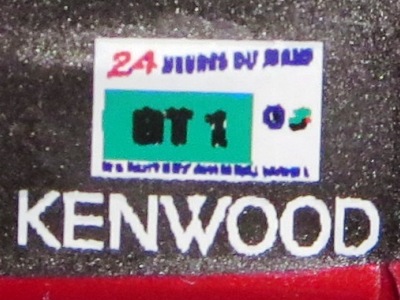 24 HEURES DU MANS
GT 1
KENWOOD